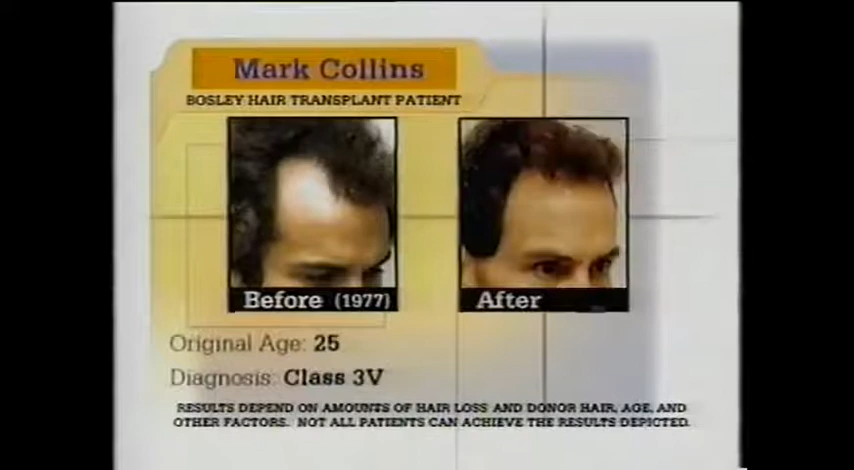 Mark Collins
BOSLEY HAIR TRANSPLANT PATIENT
Before (1977)
After
Original Age: 25
Diagnosis: Class 3V
RESULTS DEPEND ON AMOUNTS OF HAIR LOSS AND DONOR HAIR, AGE, AND
OTHER FACTORS. NOT ALL PATIENTS CAN ACHIEVE THE RESULTS DEPICTED.